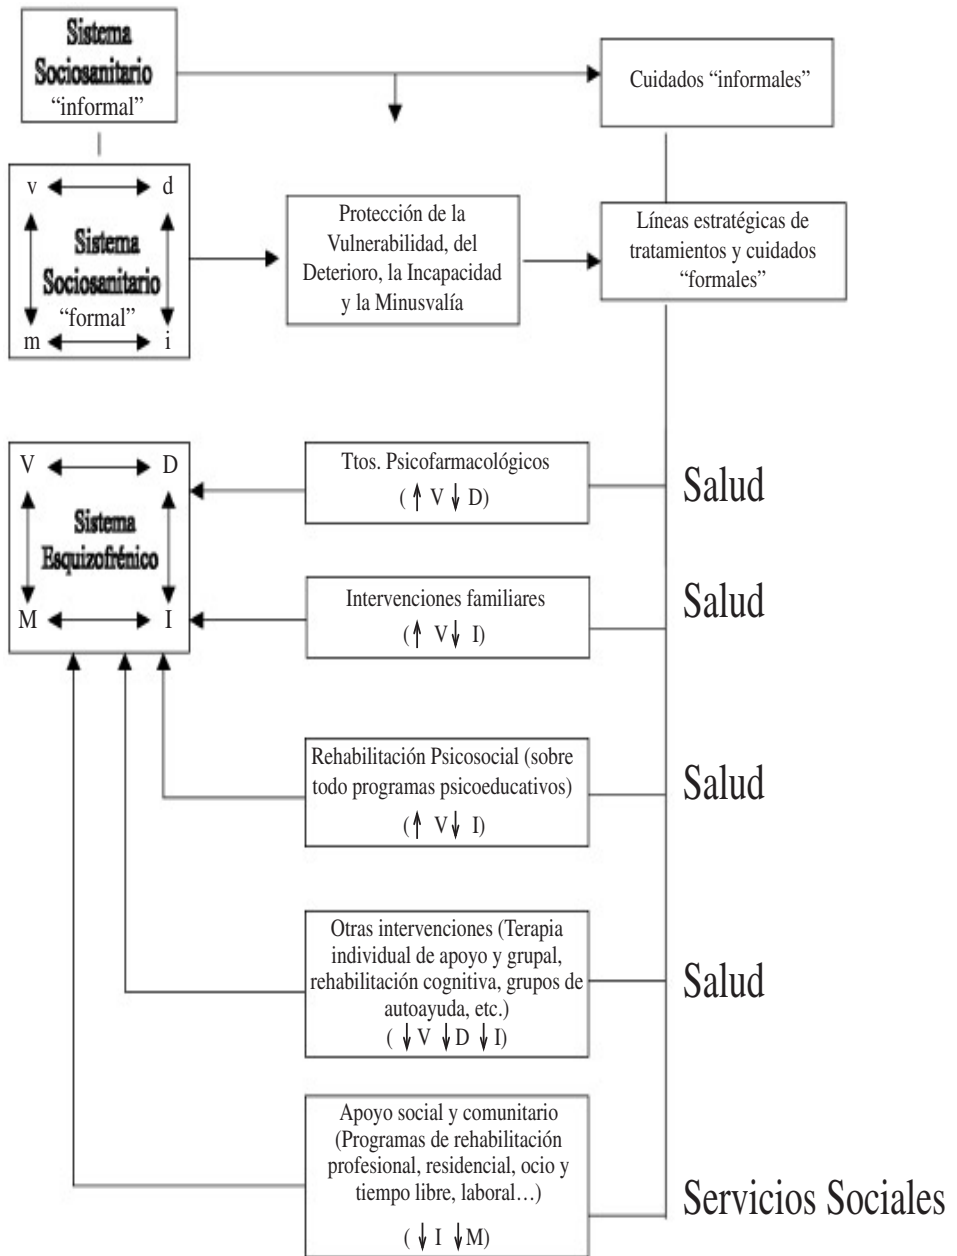 Sistema
Sociosanitario
“informal”
Cuidados “informales”
v d
Sistema
Sociosanitario
“formal”
m i
Protección de la
Vulnerabilidad, del
Deterioro, la Incapacidad
y la Minusvalía
Líneas estratégicas de
tratamientos y cuidados
“formales”
V D
Sistema
Esquizofrénico
M I
Ttos. Psicofarmacológicos
( ↑ V ↓ D)
Salud
Intervenciones familiares
( ↑ V ↓ I)
Salud
Rehabilitación Psicosocial (sobre
todo programas psicoeducativos)
( ↑ V ↓ I)
Salud
Otras intervenciones (Terapia
individual de apoyo y grupal,
rehabilitación cognitiva, grupos de
autoayuda, etc.)
( ↓ V ↓ D ↓ I)
Salud
Apoyo social y comunitario
(Programas de rehabilitación
profesional, residencial, ocio y
tiempo libre, laboral…)
( ↓ I ↓ M)
Servicios Sociales